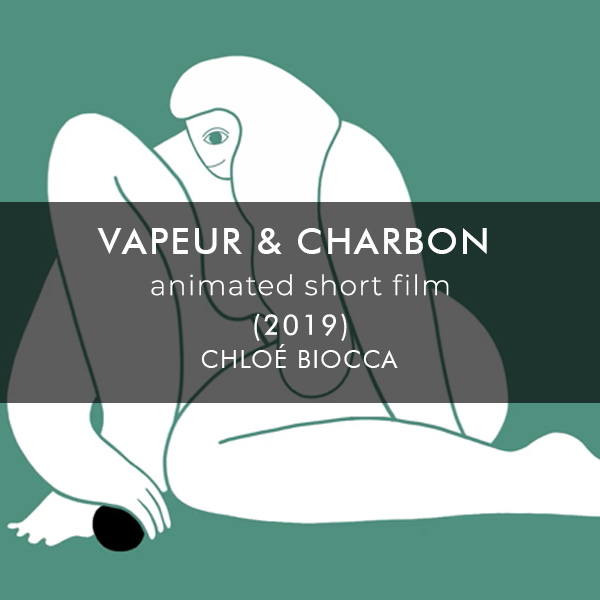 VAPEUR & CHARBON
animated short film
(2019)
CHLOÉ BIOCCA